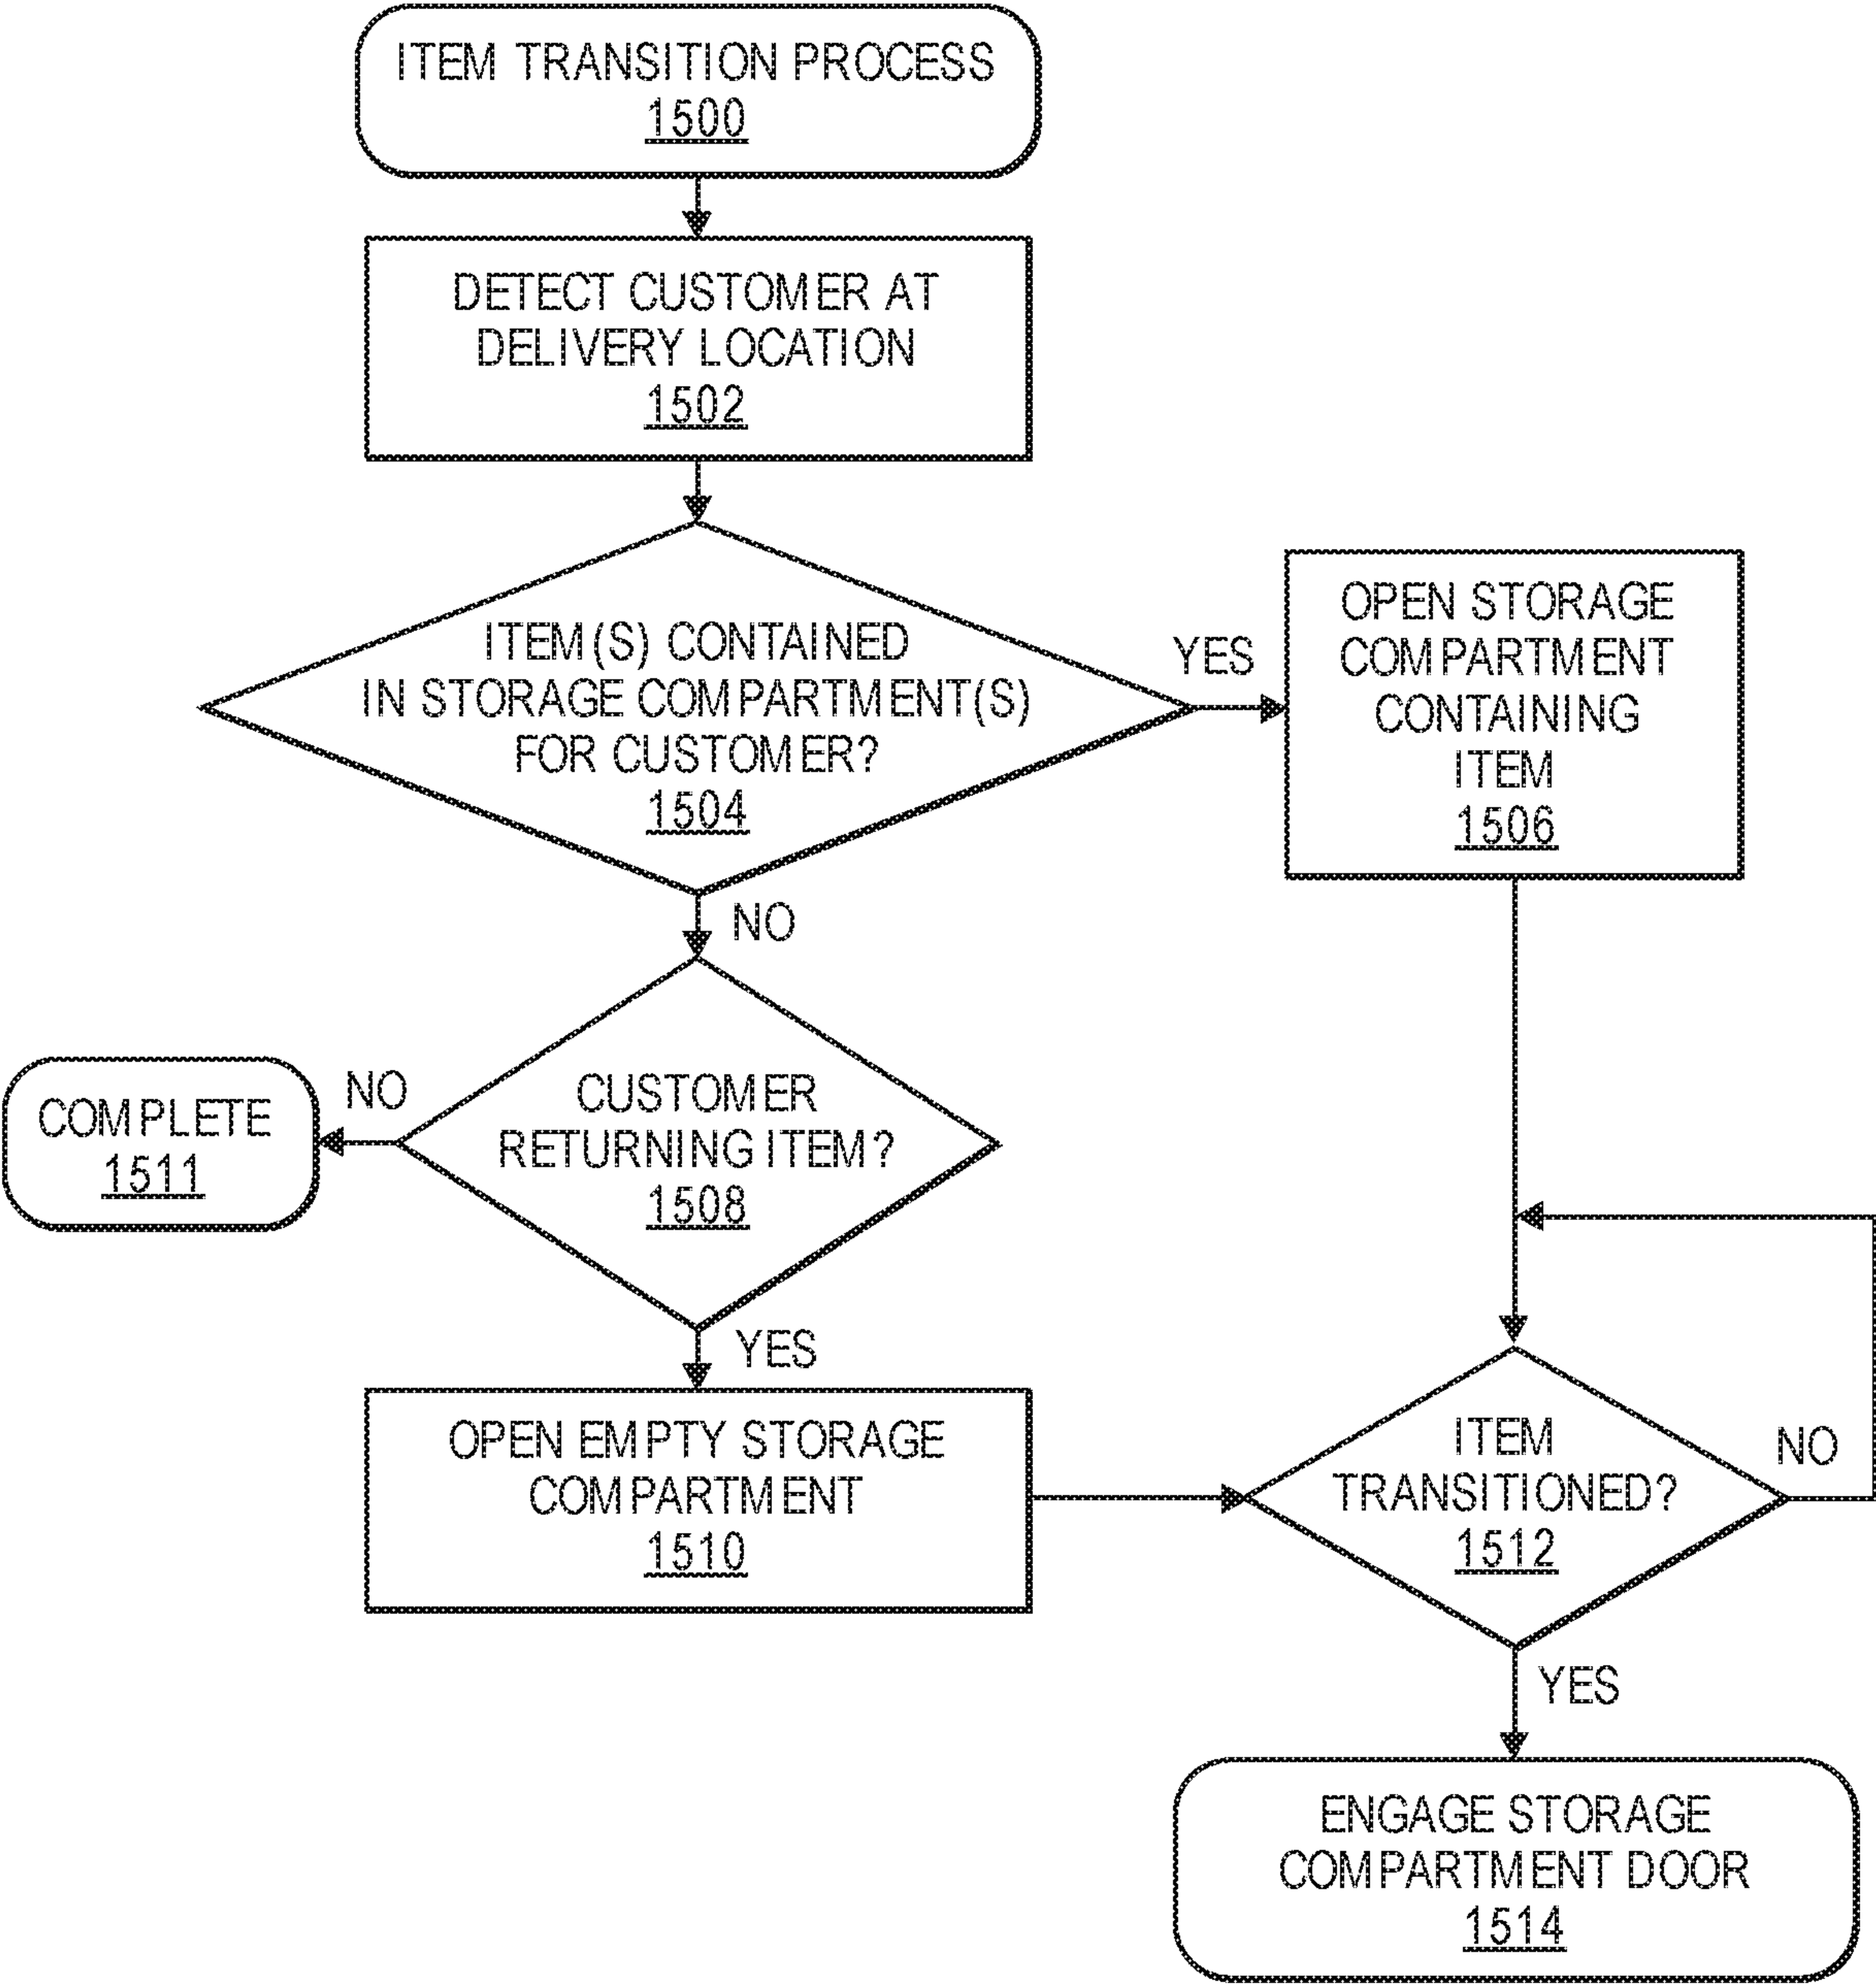 ITEM TRANSITION PROCESS
1500
DETECT CUSTOMER AT
DELIVERY LOCATION
1502
ITEM(S) CONTAINED
IN STORAGE COMPARTMENT(S)
FOR CUSTOMER?
1504
YES
OPEN STORAGE
COMPARTMENT
CONTAINING
ITEM
1506
NO
CUSTOMER
RETURNING ITEM?
1508
NO
COMPLETE
1511
YES
OPEN EMPTY STORAGE
COMPARTMENT
1510
ITEM
TRANSITIONED?
1512
NO
YES
ENGAGE STORAGE
COMPARTMENT DOOR
1514